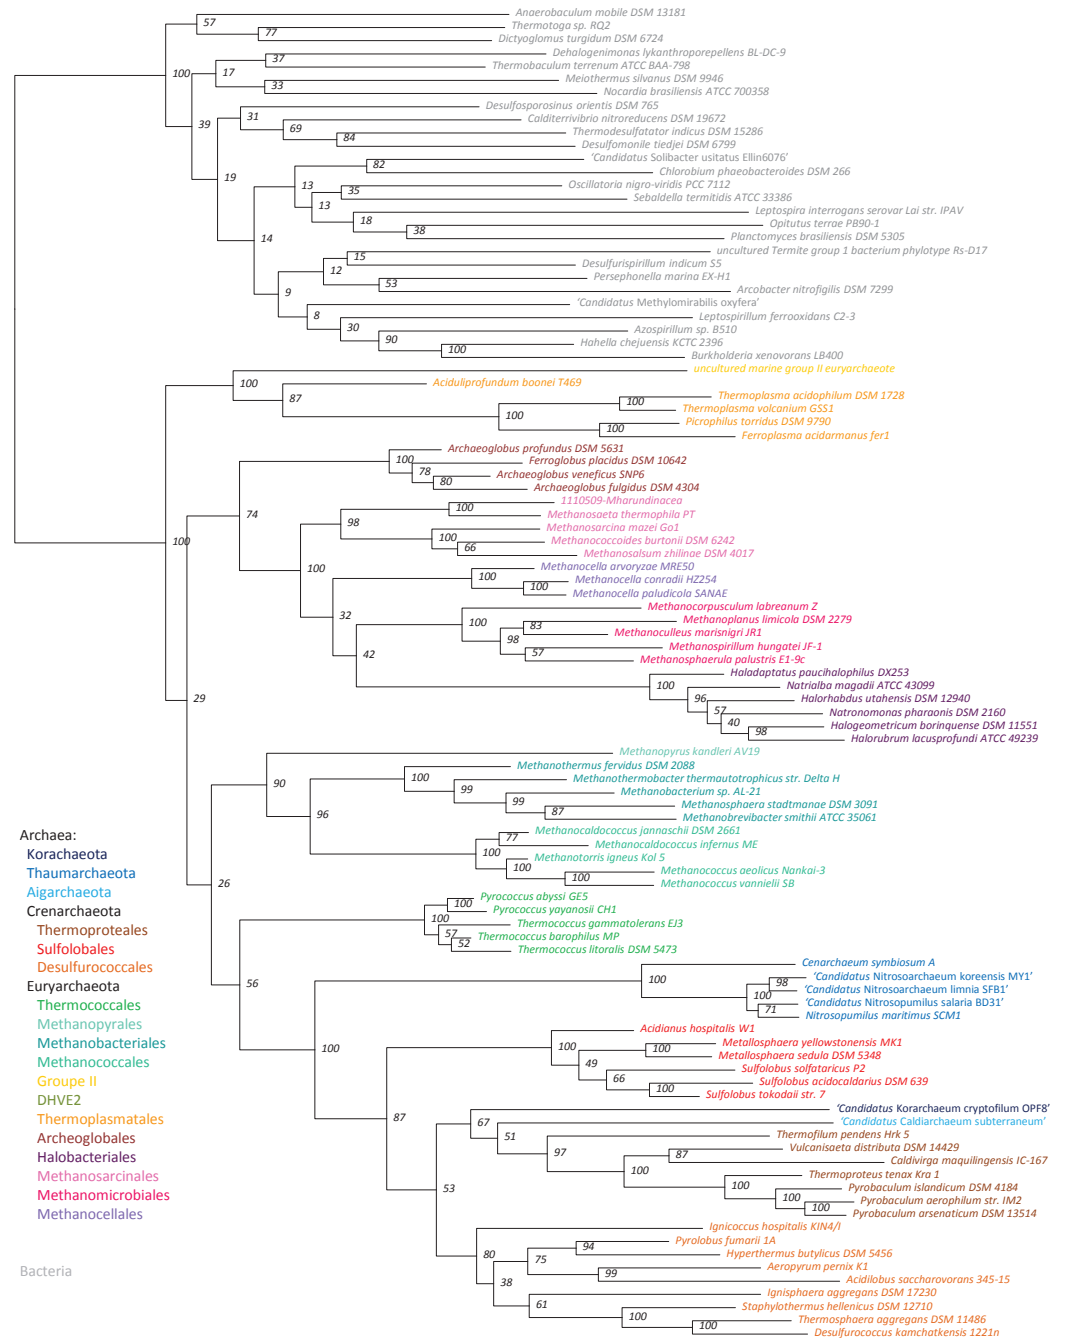 Anaerobaculum mobile DSM 13181
57
Thermotoga sp. RQ2
77
Dictyoglomus turgidum DSM 6724
Dehalogenimonas lykanthroporepellens BL-DC-9
37
Thermobaculum terrenum ATCC BAA-798
100
17
Meiothermus silvanus DSM 9946
33
Nocardia brasiliensis ATCC 700358
Desulfosporosinus orientis DSM 765
31
Calditerrivibrio nitroreducens DSM 19672
39
69
Thermodesulfatator indicus DSM 15286
84
Desulfomonile tiedjei DSM 6799
'Candidatus Solibacter usitatus Ellin6076'
82
Chlorobium phaeobacteroides DSM 266
19
13
Oscillatoria nigro-viridis PCC 7112
35
Sebaldella termitidis ATCC 33386
13
Leptospira interrogans serovar Lai str. IPAV
18
Opitutus terrae PB90-1
38
Planctomyces brasiliensis DSM 5305
14
uncultured Termite group 1 bacterium phylotype Rs-D17
15
Desulfurispirillum indicum S5
12
Persephonella marina EX-H1
53
Arcobacter nitrofigilis DSM 7299
9
'Candidatus Methylomirabilis oxyfera'
8
Leptospirillum ferrooxidans C2-3
30
Azospirillum sp. B510
90
Hahella chejuensis KCTC 2396
100
Burkholderia xenovorans LB400
uncultured marine group II euryarchaeote
100
Aciduliprofundum boonei T469
87
Thermoplasma acidophilum DSM 1728
100
Thermoplasma volcanium GSS1
100
Picrophilus torridus DSM 9790
100
Ferroplasma acidarmanus fer1
Archaeoglobus profundus DSM 5631
100
Ferroglobus placidus DSM 10642
78
Archaeoglobus veneficus SNP6
80
Archaeoglobus fulgidus DSM 4304
1110509-Mharundinacea
100
Methanosaeta thermophila PT
74
98
Methanosarcina mazei Go1
100
Methanococcoides burtonii DSM 6242
66
Methanosalsum zhilinae DSM 4017
100
Methanocella arvoryzae MRE50
100
100
Methanocella conradii HZ254
100
Methanocella paludicola SANAE
Methanocorpusculum labreanum Z
32
100
Methanoplanus limicola DSM 2279
83
Methanoculleus marisnigri JR1
98
Methanospirillum hungatei JF-1
42
57
Methanosphaerula palustris E1-9c
Haladaptatus paucihalophilus DX253
100
Natrialba magadii ATCC 43099
96
Halorhabdus utahensis DSM 12940
29
57
Natronomonas pharaonis DSM 2160
40
Halogeometricum borinquense DSM 11551
98
Halorubrum lacusprofundi ATCC 49239
Methanopyrus kandleri AV19
Methanothermus fervidus DSM 2088
90
100
Methanothermobacter thermautotrophicus str. Delta H
99
Methanobacterium sp. AL-21
99
Methanosphaera stadtmanae DSM 3091
96
87
Methanobrevibacter smithii ATCC 35061
Methanocaldococcus jannaschii DSM 2661
77
Methanocaldococcus infernus ME
100
Methanotorris igneus Kol 5
100
Methanococcus aeolicus Nankai-3
100
Methanococcus vannielii SB
26
Pyrococcus abyssi GE5
100
Pyrococcus yayanosii CH1
100
Thermococcus gammatolerans EJ3
57
Thermococcus barophilus MP
52
Thermococcus litoralis DSM 5473
56
Cenarchaeum symbiosum A
100
'Candidatus Nitrosoarchaeum koreensis MY1'
98
'Candidatus Nitrosoarchaeum limnia SFB1'
100
'Candidatus Nitrosopumilus salaria BD31'
71
Nitrosopumilus maritimus SCM1
100
Acidianus hospitalis W1
100
Metallosphaera yellowstonensis MK1
100
Metallosphaera sedula DSM 5348
49
Sulfolobus solfataricus P2
66
Sulfolobus acidocaldarius DSM 639
100
Sulfolobus tokodaii str. 7
87
'Candidatus Korarchaeum cryptofilum OPF8'
67
'Candidatus Caldiarchaeum subterraneum'
51
Thermofilum pendens Hrk 5
97
Vulcanisaeta distributa DSM 14429
87
Caldivirga maquilingensis IC-167
100
Thermoproteus tenax Kra 1
100
Pyrobaculum islandicum DSM 4184
100
Pyrobaculum aerophilum str. IM2
100
Pyrobaculum arsenaticum DSM 13514
53
Ignicoccus hospitalis KIN4/I
80
Pyrolobus fumarii 1A
94
75
Hyperthermus butylicus DSM 5456
Aeropyrum pernix K1
99
Acidilobus saccharovorans 345-15
38
Ignisphaera aggregans DSM 17230
61
Staphylothermus hellenicus DSM 12710
100
Thermosphaera aggregans DSM 11486
100
Desulfurococcus kamchatkensis 1221n
Archaea:
Korachaeota
Thaumarchaeota
Aigarchaeota
Crenarchaeota
Thermoproteales
Sulfolobales
Desulfurococcales
Euryarchaeota
Thermococcales
Methanopyrales
Methanobacteriales
Methanococcales
Groupe II
DHVE2
Thermoplasmatales
Archeoglobales
Halobacteriales
Methanosarcinales
Methanomicrobiales
Methanocellales
Bacteria